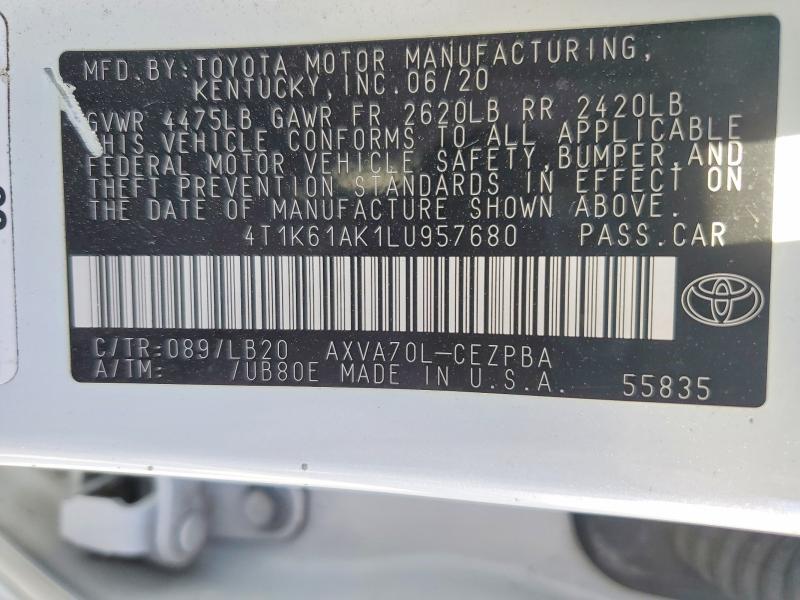 MFD.BY:TOYOTA MOTOR MANUFACTURING,
KENTUCKY,INC.06/20
GVWR 4475LB GAWR FR 2620LB RR 2420LB
THIS VEHICLE CONFORMS TO ALL APPLICABLE
FEDERAL MOTOR VEHICLE SAFETY,BUMPER,AND
THEFT PREVENTION STANDARDS IN EFFECT ON
THE DATE OF MANUFACTURE SHOWN ABOVE.
4T1K61AK1LU957680 PASS.CAR
C/TR:089/LB20 AXVA70L-CEZPBA
A/TM: /UB80E MADE IN U.S.A. 55835